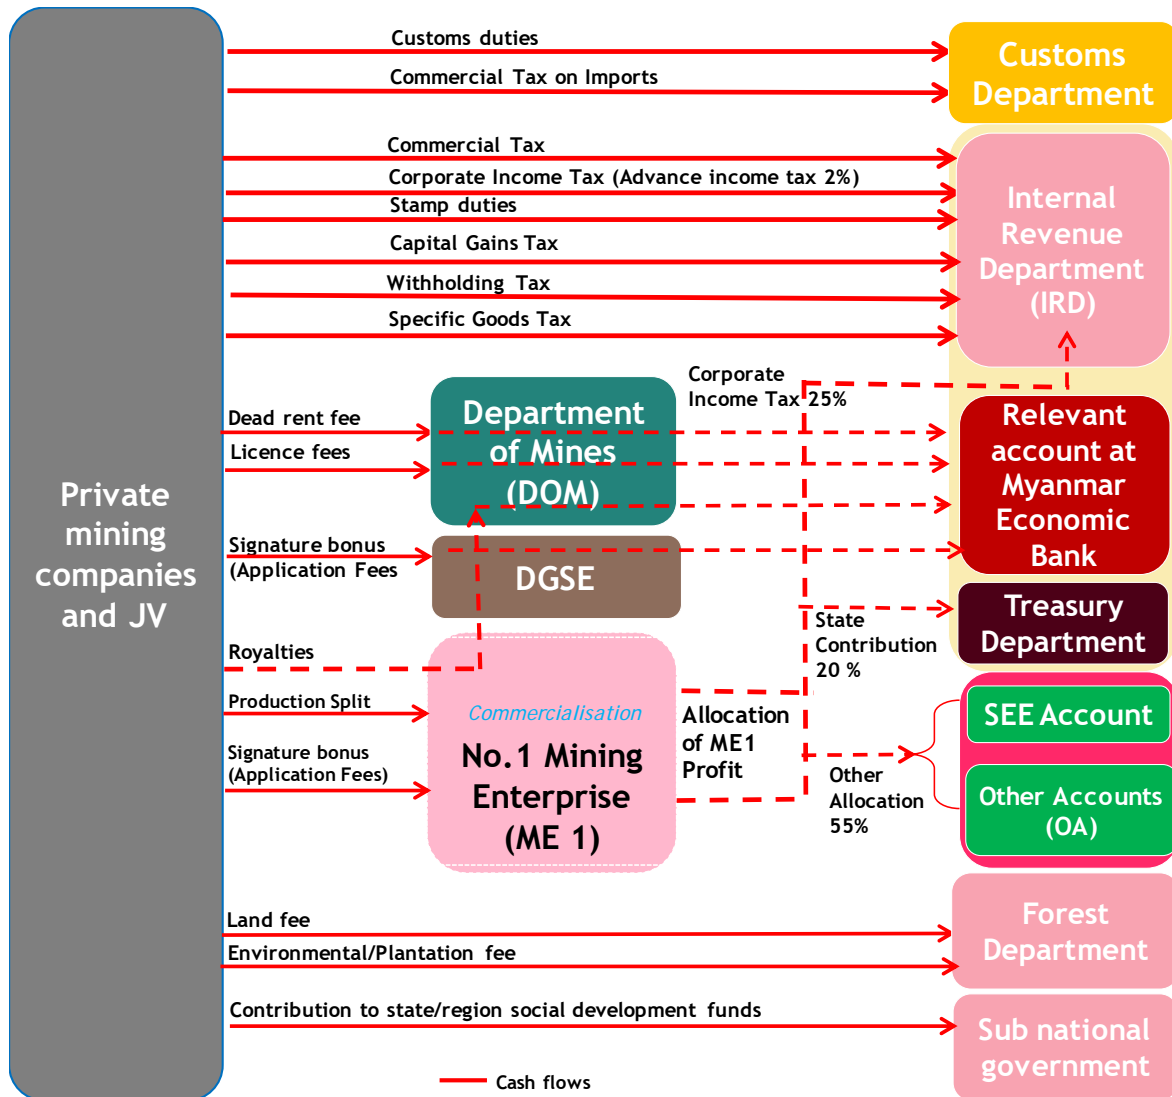 Private
mining
companies
and JV
Customs duties
Commercial Tax on Imports
Customs
Department
Commercial Tax
Corporate Income Tax (Advance income tax 2%)
Stamp duties
Capital Gains Tax
Withholding Tax
Specific Goods Tax
Internal
Revenue
Department
(IRD)
Dead rent fee
Licence fees
Department
of Mines
(DOM)
Corporate
Income Tax 25%
Relevant
account at
Myanmar
Economic
Bank
Signature bonus
(Application Fees
DGSE
Treasury
Department
State
Contribution
20 %
Royalties
Production Split
Signature bonus
(Application Fees)
Commercialisation
No.1 Mining
Enterprise
(ME 1)
Allocation
of ME1
Profit
Other
Allocation
55%
SEE Account
Other Accounts
(OA)
Land fee
Environmental/Plantation fee
Forest
Department
Contribution to state/region social development funds
Sub national
government
Cash flows